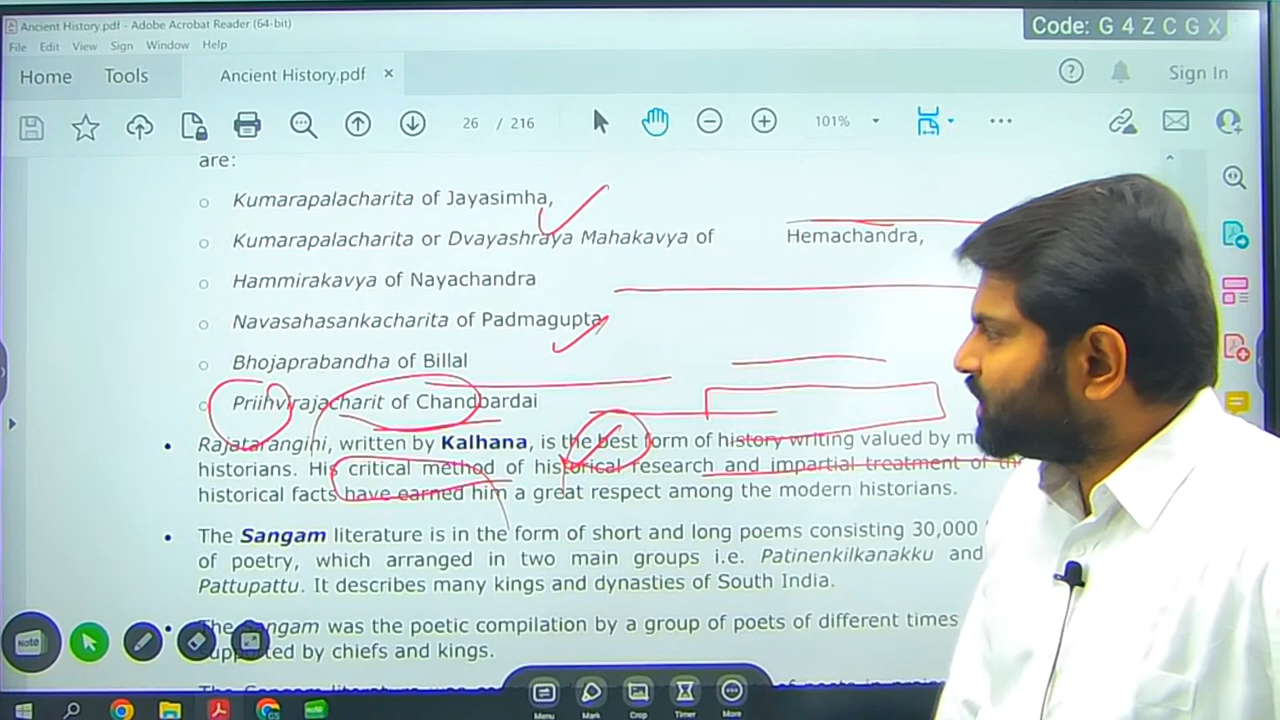 Ancient History.pdf - Adobe Acrobat Reader (64-bit)
Code: G 4 Z C G X
File Edit View Sign Window Help
Home Tools Ancient History.pdf × Sign In
26 / 216 101%
are:
Kumarapalacharita of Jayasimha,
Kumarapalacharita or Dvayashraya Mahakavya of Hemachandra,
Hammirakavya of Nayachandra
Navasahasankacharita of Padmagupta
Bhojaprabandha of Billal
Priihvirajacharit of Chandbardai
• Rajatarangini, written by Kalhana, is the best form of history writing valued by
historians. His critical method of historical research and impartial treatment of
historical facts have earned him a great respect among the modern historians.
• The Sangam literature is in the form of short and long poems consisting 30,000
of poetry, which arranged in two main groups i.e. Patinenkilkanakku and
Pattupattu. It describes many kings and dynasties of South India.
• The Sangam was the poetic compilation by a group of poets of different times
supported by chiefs and kings.
The Sangam literature was
Note
Menu Mark Crop Timer More